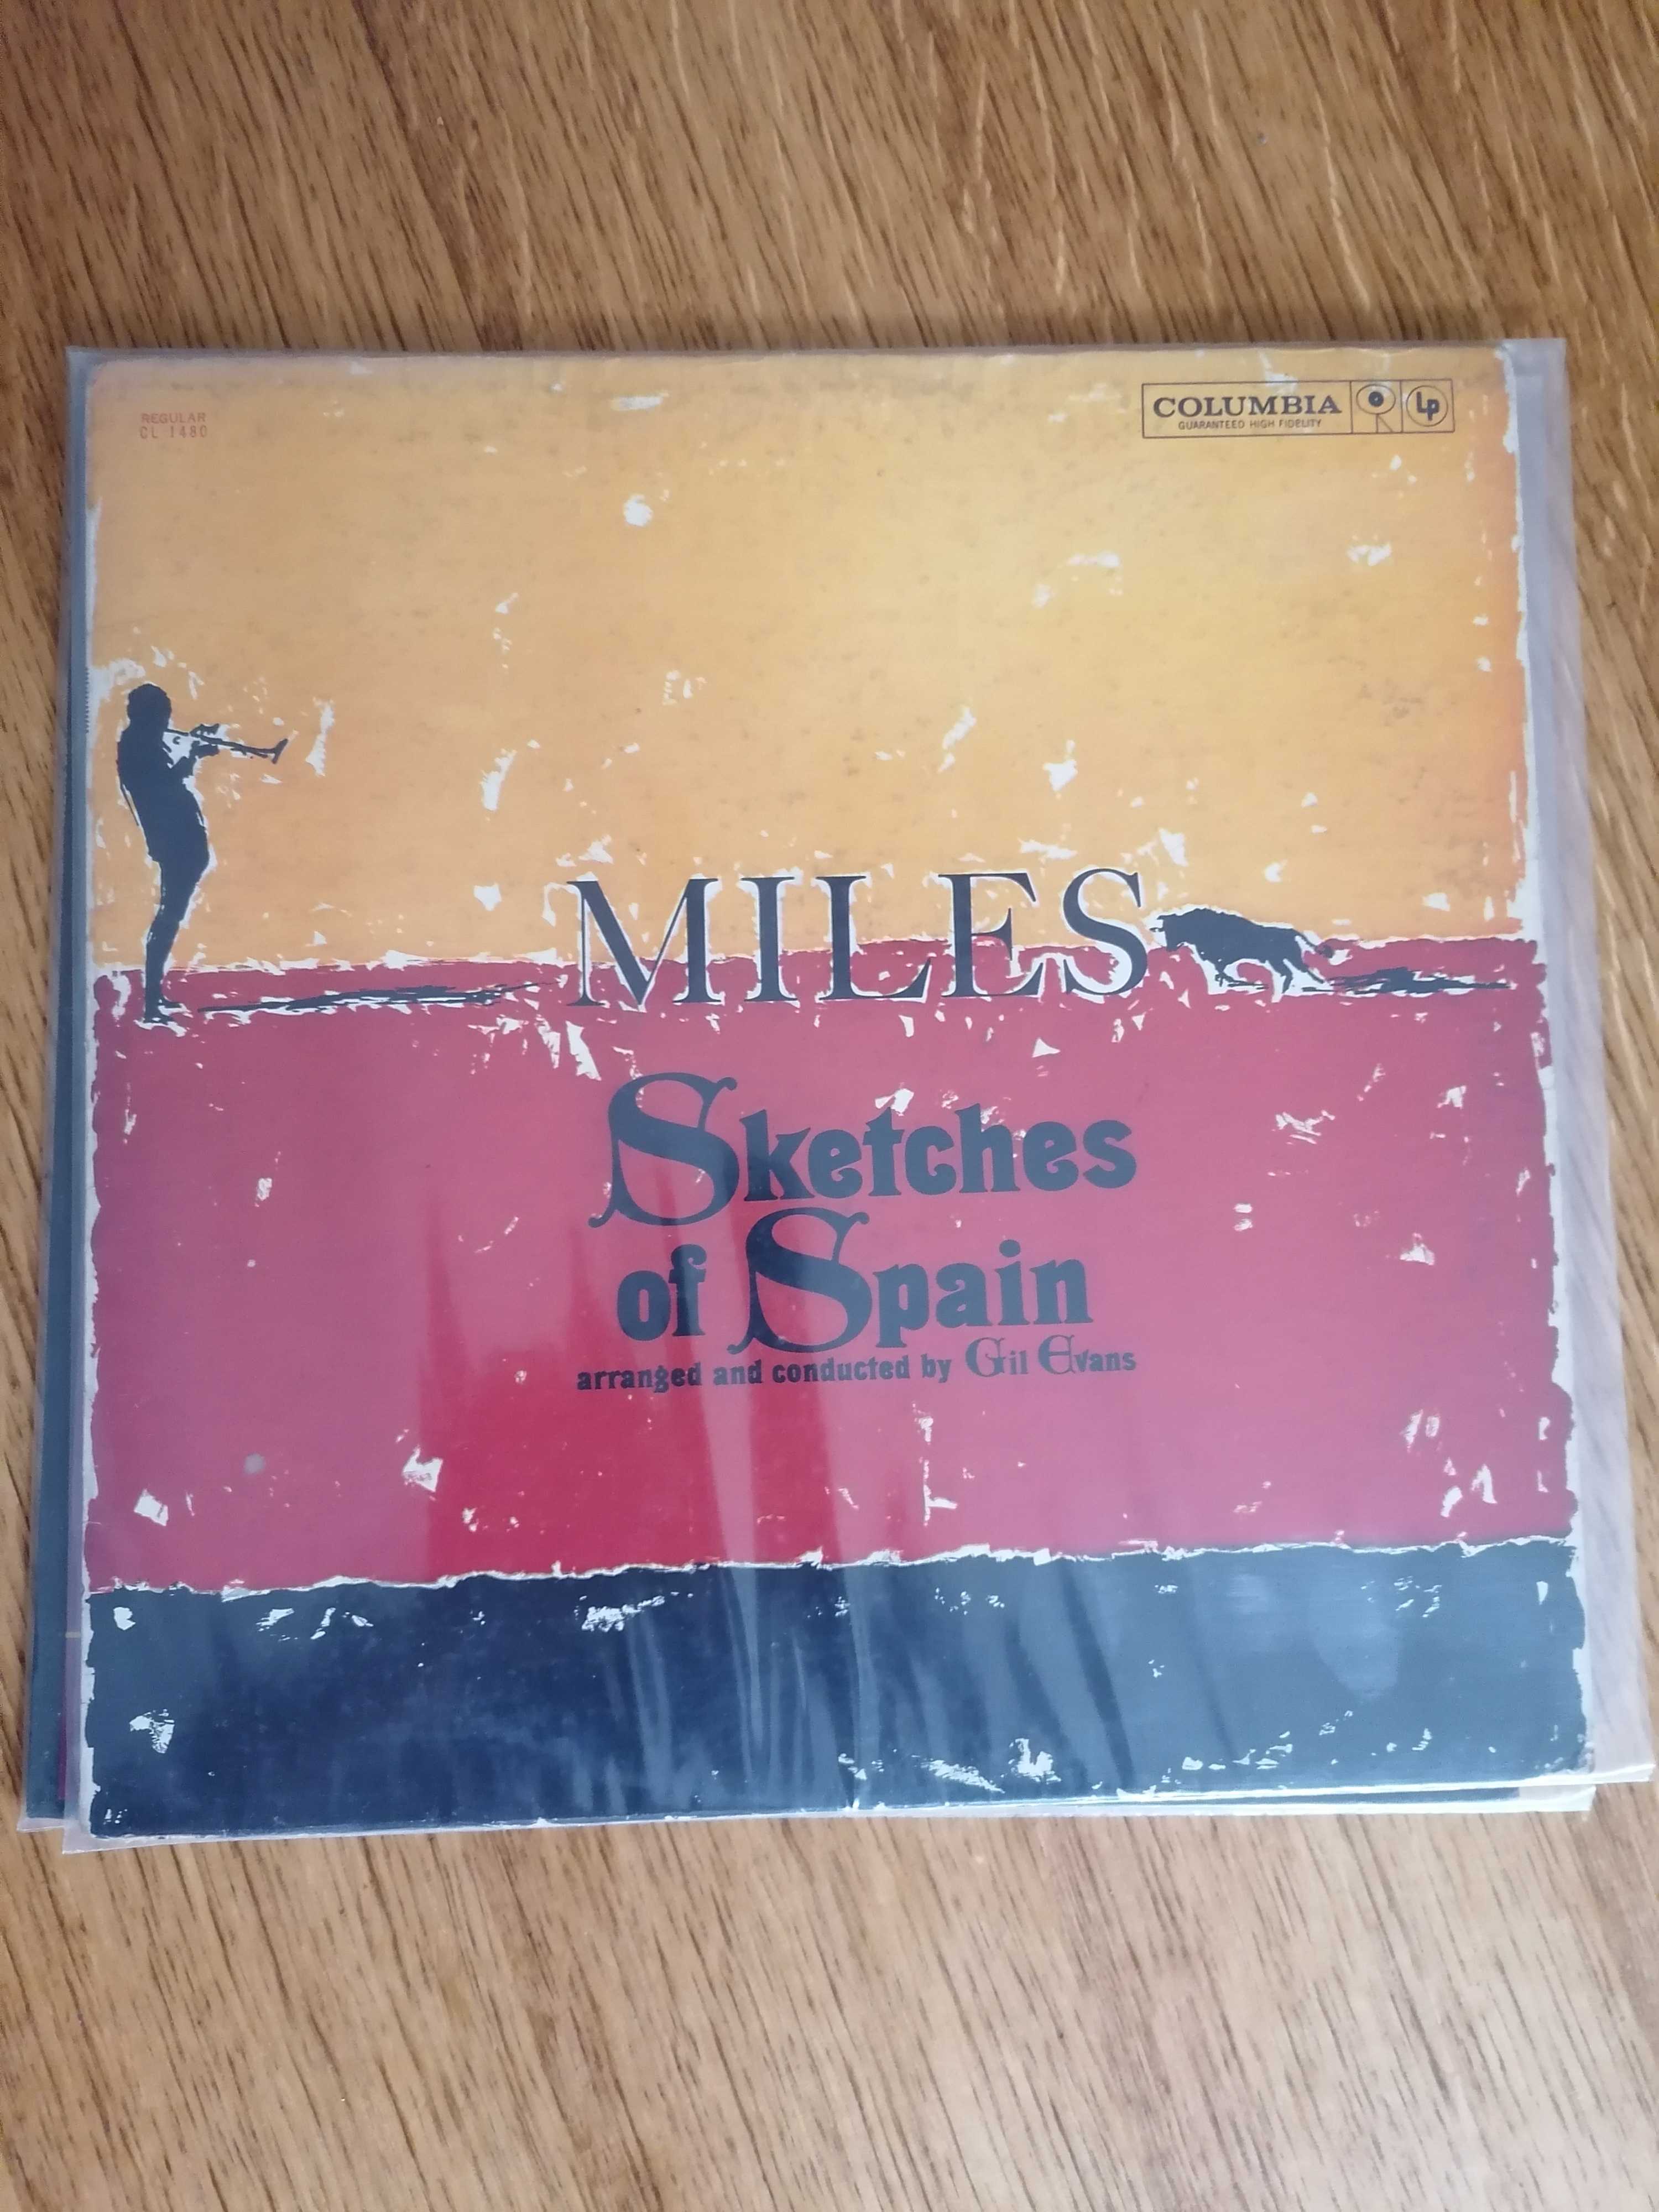 REGULAR
CL 1480
COLUMBIA
GUARANTEED HIGH FIDELITY
Lp
MILES
Sketches
of Spain
arranged and conducted by Gil Evans